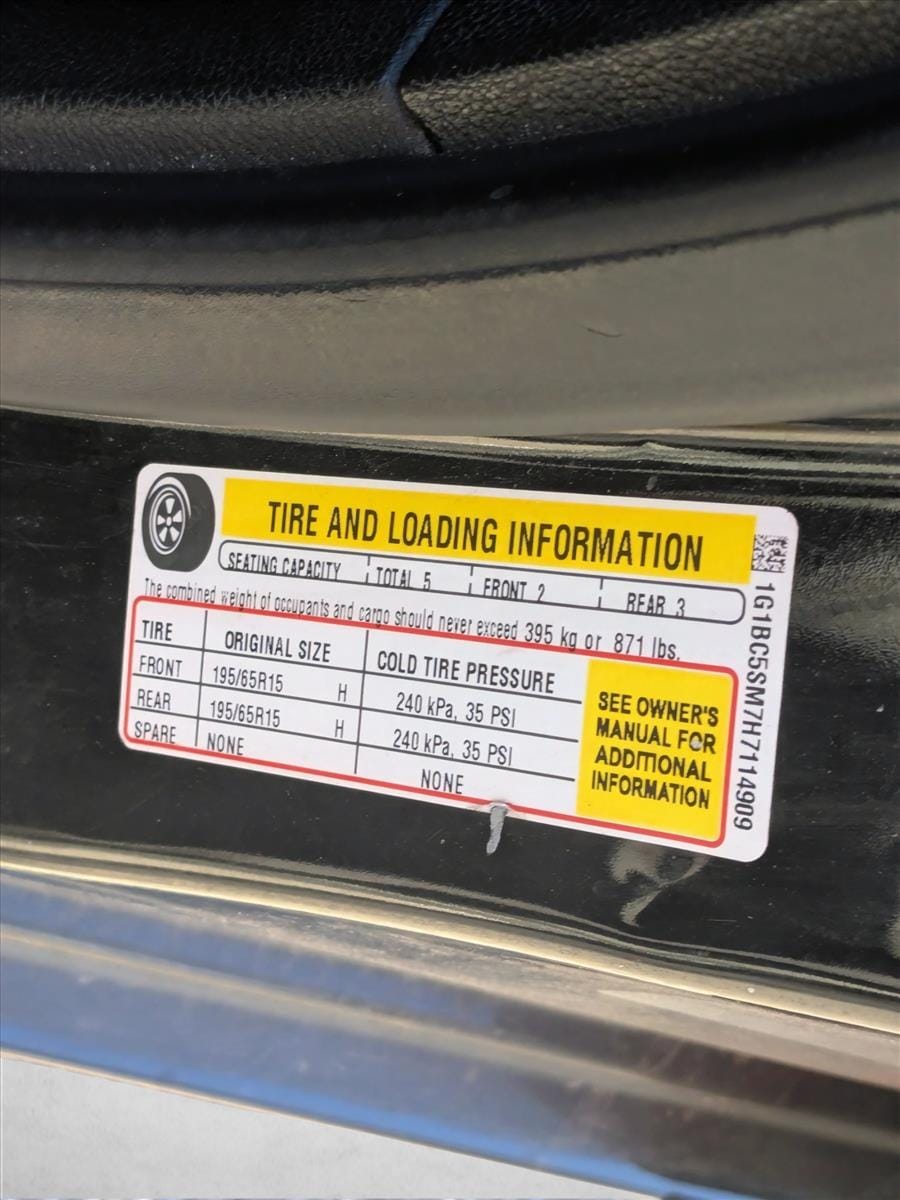 TIRE AND LOADING INFORMATION
SEATING CAPACITY TOTAL 5 FRONT 2 REAR 3
The combined weight of occupants and cargo should never exceed 395 kg or 871 lbs.
TIRE ORIGINAL SIZE COLD TIRE PRESSURE
FRONT 195/65R15 H 240 kPa, 35 PSI
REAR 195/65R15 H 240 kPa, 35 PSI
SPARE NONE NONE
SEE OWNER'S
MANUAL FOR
ADDITIONAL
INFORMATION
1G1BC5SM7H7114909